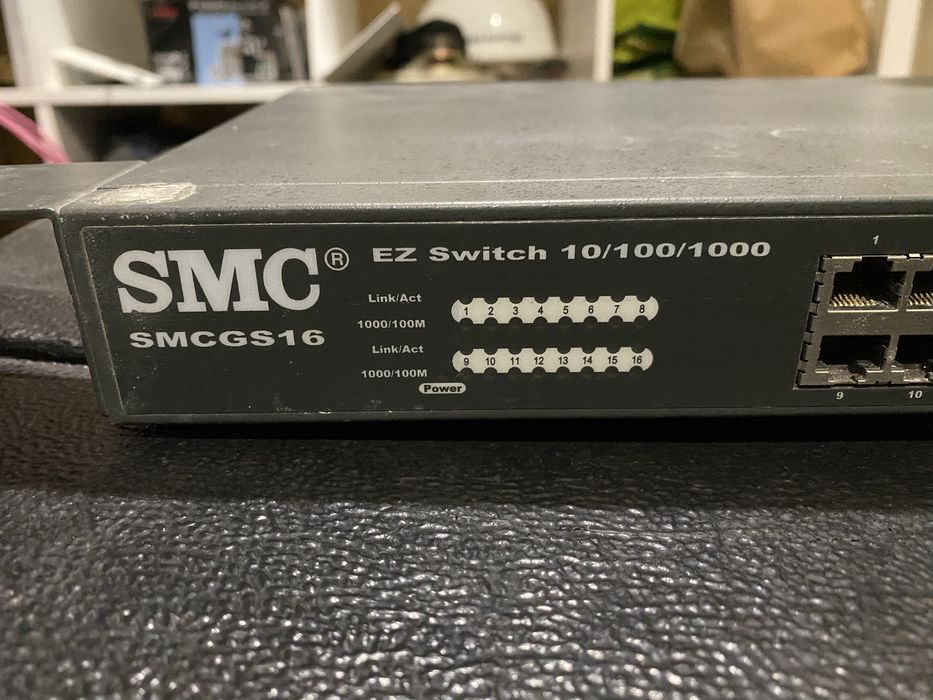 SMC®
EZ Switch 10/100/1000
SMCGS16
Link/Act
1 2 3 4 5 6 7 8
1000/100M
Link/Act
9 10 11 12 13 14 15 16
1000/100M
Power
1
9 10